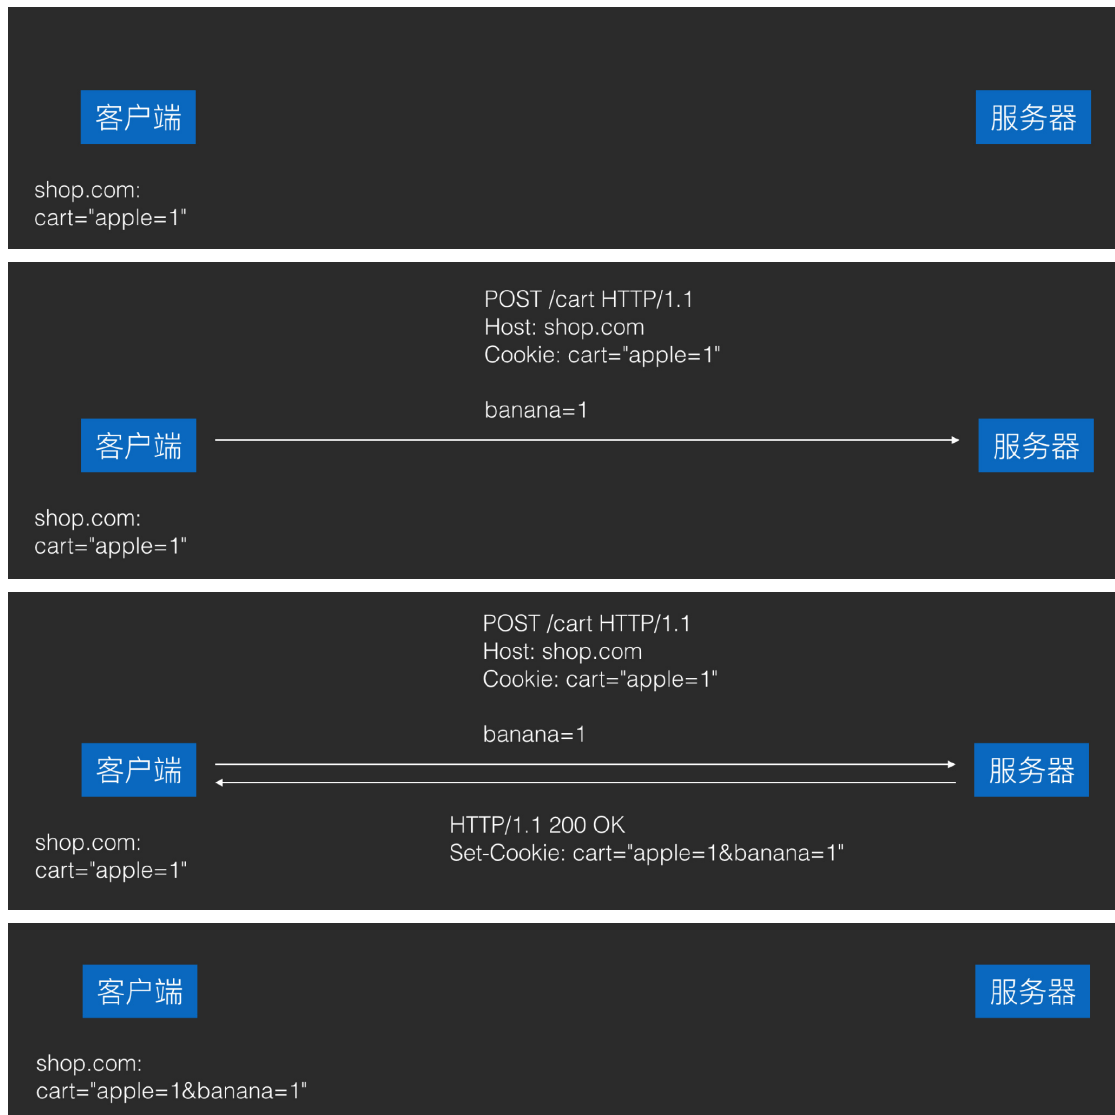 客户端
服务器
shop.com:
cart="apple=1"
POST /cart HTTP/1.1
Host: shop.com
Cookie: cart="apple=1"
banana=1
客户端
服务器
shop.com:
cart="apple=1"
POST /cart HTTP/1.1
Host: shop.com
Cookie: cart="apple=1"
banana=1
客户端
服务器
HTTP/1.1 200 OK
Set-Cookie: cart="apple=1&banana=1"
shop.com:
cart="apple=1"
客户端
服务器
shop.com:
cart="apple=1&banana=1"